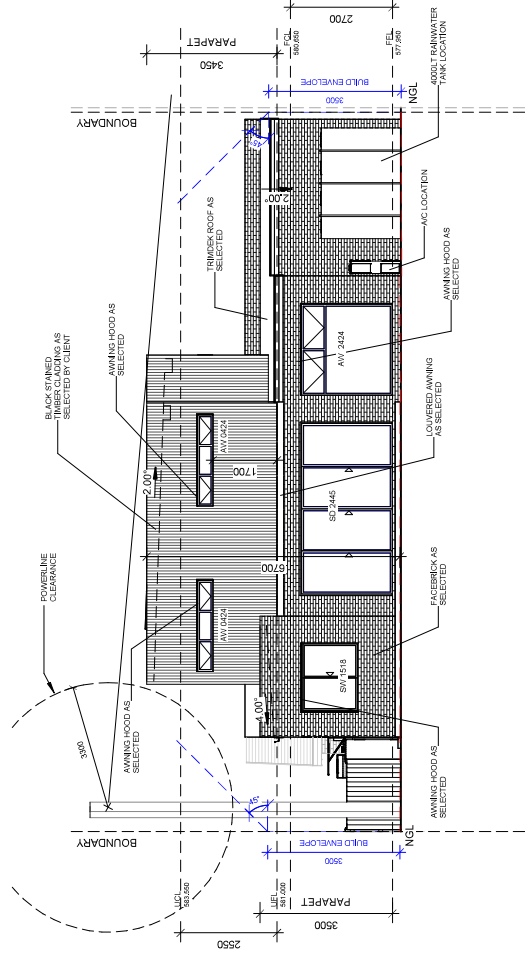 POWERLINE
CLEARANCE
BLACK STAINED
TIMBER CLADDING AS
SELECTED BY CLIENT
AWNING HOOD AS
SELECTED
AWNING HOOD AS
SELECTED
TRIMDEK ROOF AS
SELECTED
3300
BOUNDARY
BOUNDARY
2.00°
UCL
583,550
2550
UFL
581,000
AW 0424
AW 0424
1700
3450
PARAPET
FCL
580,650
45°
45°
4.00°
2.00°
6700
BUILD ENVELOPE
3500
BUILD ENVELOPE
3500
PARAPET
3500
2700
FFL
577,950
SW 1518
SD 2445
AW 2424
NGL
NGL
AWNING HOOD AS
SELECTED
FACEBRICK AS
SELECTED
LOUVERED AWNING
AS SELECTED
AWNING HOOD AS
SELECTED
A/C LOCATION
4000LT RAINWATER
TANK LOCATION